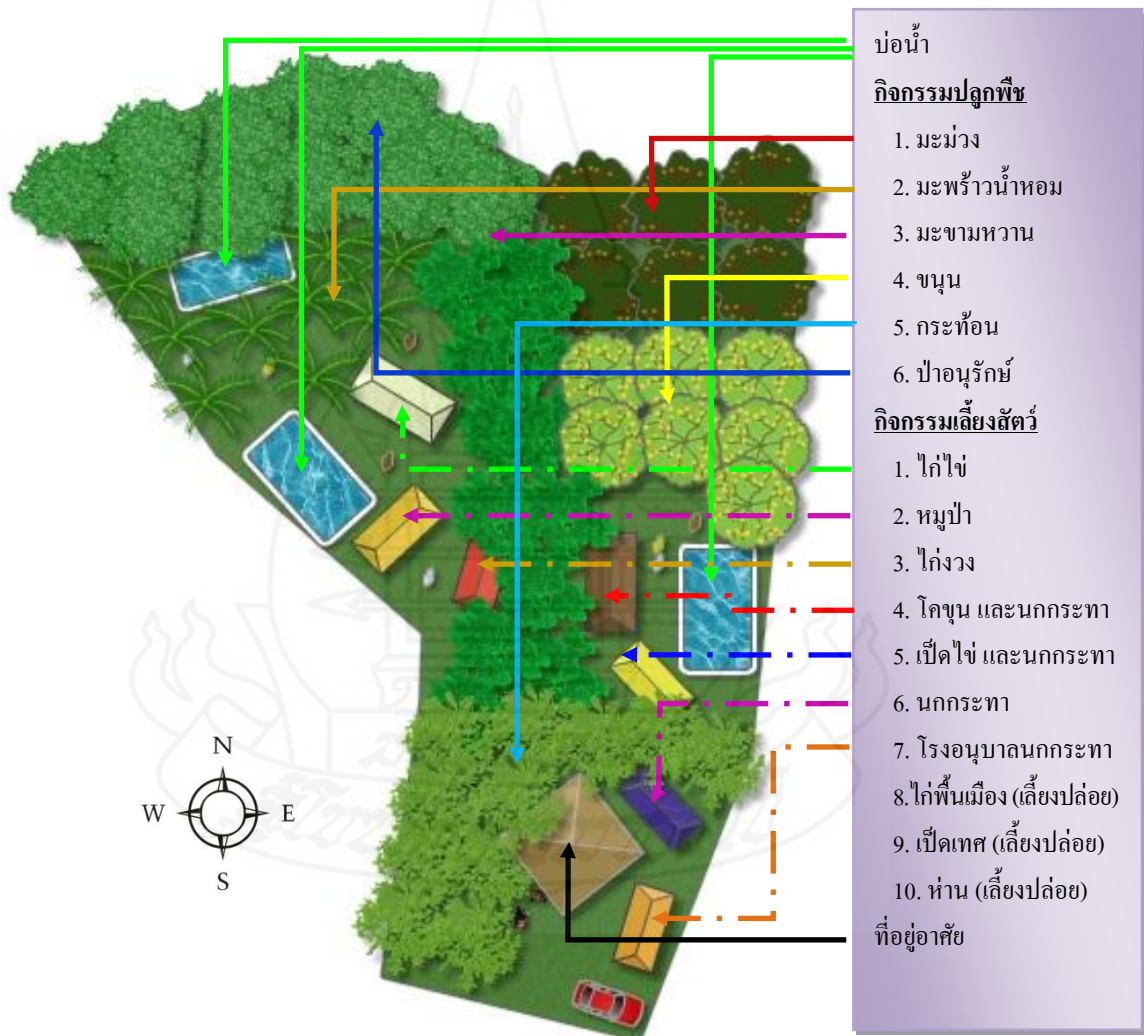 บ่อน้ำ
กิจกรรมปลูกพืช
1. มะม่วง
2. มะพร้าวน้ำหอม
3. มะขามหวาน
4. ขนุน
5. กระท้อน
6. ป่าอนุรักษ์
กิจกรรมเลี้ยงสัตว์
1. ไก่ไข่
2. หมูป่า
3. ไก่งวง
4. โคขุน และนกกระทา
5. เป็ดไข่ และนกกระทา
6. นกกระทา
7. โรงอนุบาลนกกระทา
8.ไก่พื้นเมือง (เลี้ยงปล่อย)
9. เป็ดเทศ (เลี้ยงปล่อย)
10. ห่าน (เลี้ยงปล่อย)
ที่อยู่อาศัย
N
W E
S